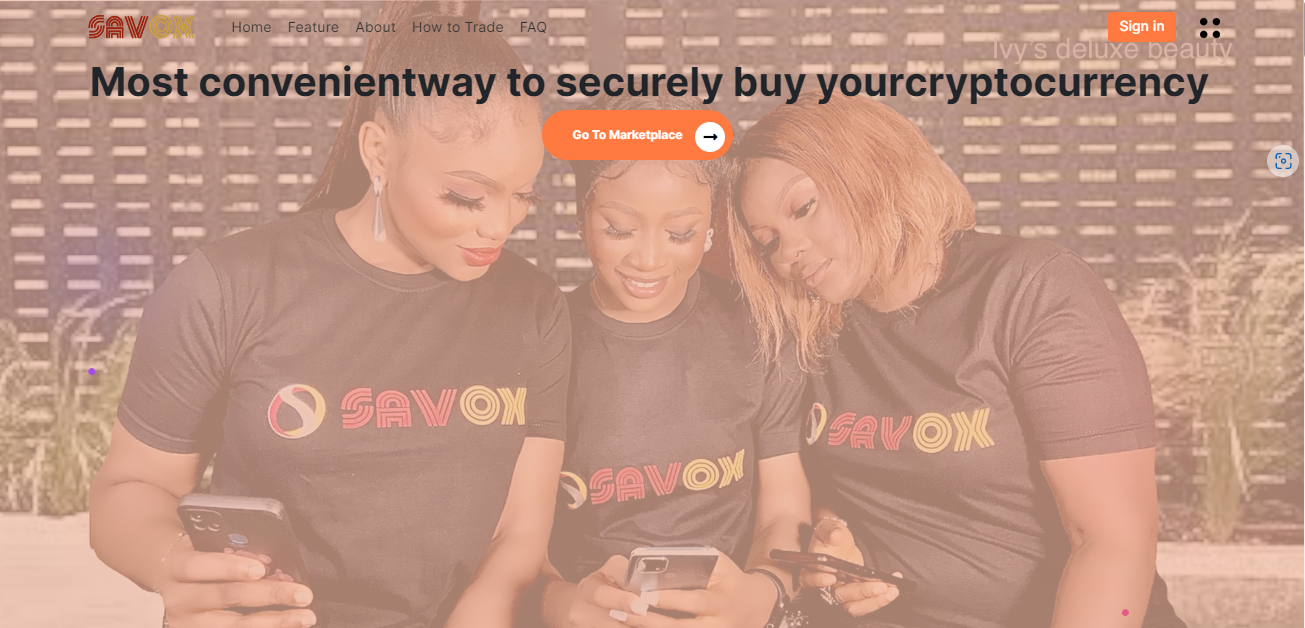 SAVOX
Home Feature About How to Trade FAQ
Sign in
Ivy's deluxe beauty
Most convenientway to securely buy yourcryptocurrency
Go To Marketplace
SAVOX
SAVOX
SAVOX